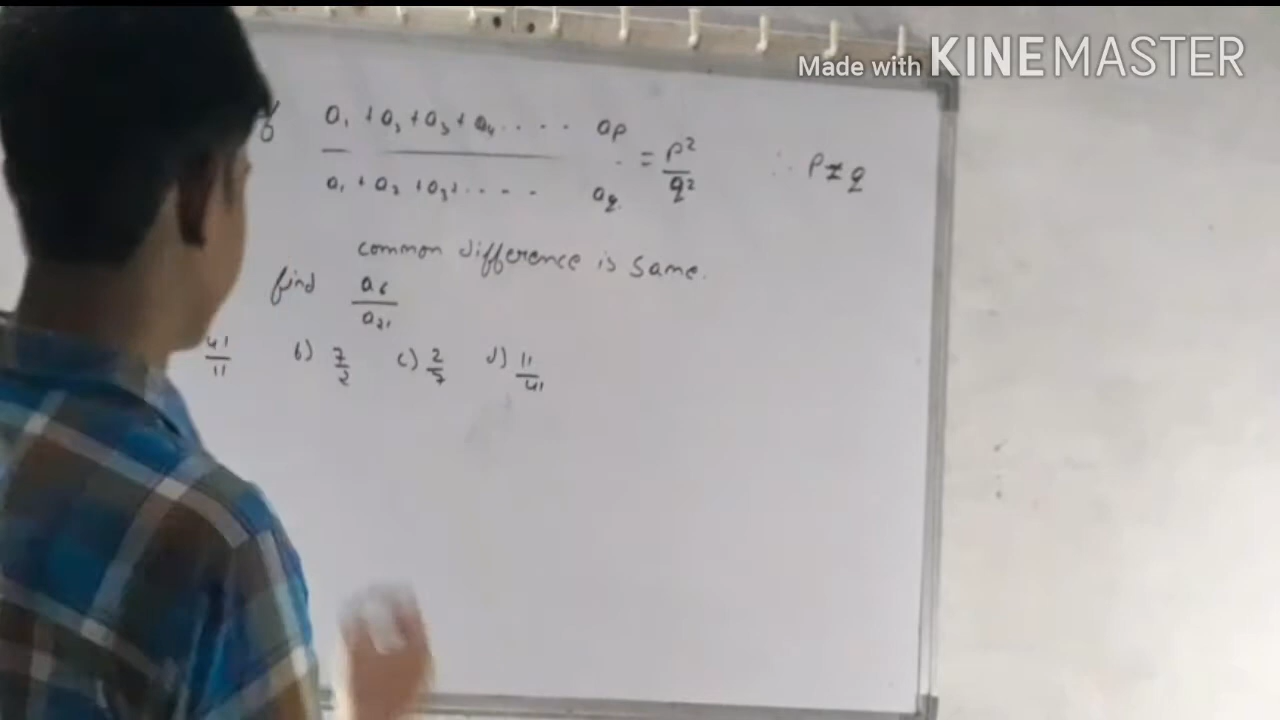 Made with KINEMASTER
a₁ + a₂ + a₃ + a₄ . . . . ap
———————————— = p²/q² ∴ p ≠ q
a₁ + a₂ + a₃ + . . . . aq
common difference is same.
find a₆/a₂₁
41/11 b) 7/2 c) 2/7 d) 11/41